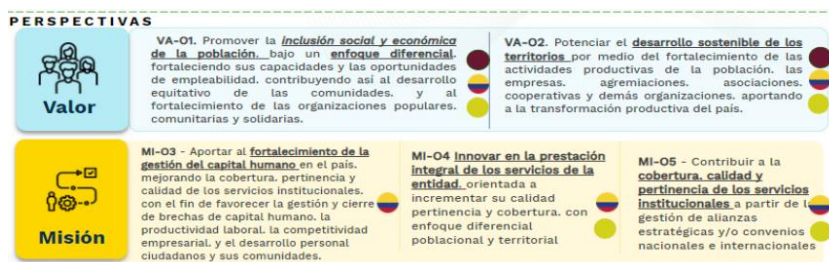 PERSPECTIVAS
Valor
VA-O1. Promover la inclusión social y económica
de la población. bajo un enfoque diferencial.
fortaleciendo sus capacidades y las oportunidades
de empleabilidad. contribuyendo así al desarrollo
equitativo de las comunidades. y al
fortalecimiento de las organizaciones populares.
comunitarias y solidarias.
VA-O2. Potenciar el desarrollo sostenible de los
territorios por medio del fortalecimiento de las
actividades productivas de la población. las
empresas. agremiaciones. asociaciones.
cooperativas y demás organizaciones. aportando
a la transformación productiva del país.
Misión
MI-O3 - Aportar al fortalecimiento de la
gestión del capital humano en el país.
mejorando la cobertura. pertinencia y
calidad de los servicios institucionales.
con el fin de favorecer la gestión y cierre
de brechas de capital humano. la
productividad laboral. la competitividad
empresarial. y el desarrollo personal
ciudadanos y sus comunidades.
MI-O4 Innovar en la prestación
integral de los servicios de la
entidad. orientada a
incrementar su calidad
pertinencia y cobertura. con
enfoque diferencial
poblacional y territorial
MI-O5 - Contribuir a la
cobertura. calidad y
pertinencia de los servicios
institucionales a partir de la
gestión de alianzas
estratégicas y/o convenios
nacionales e internacionales